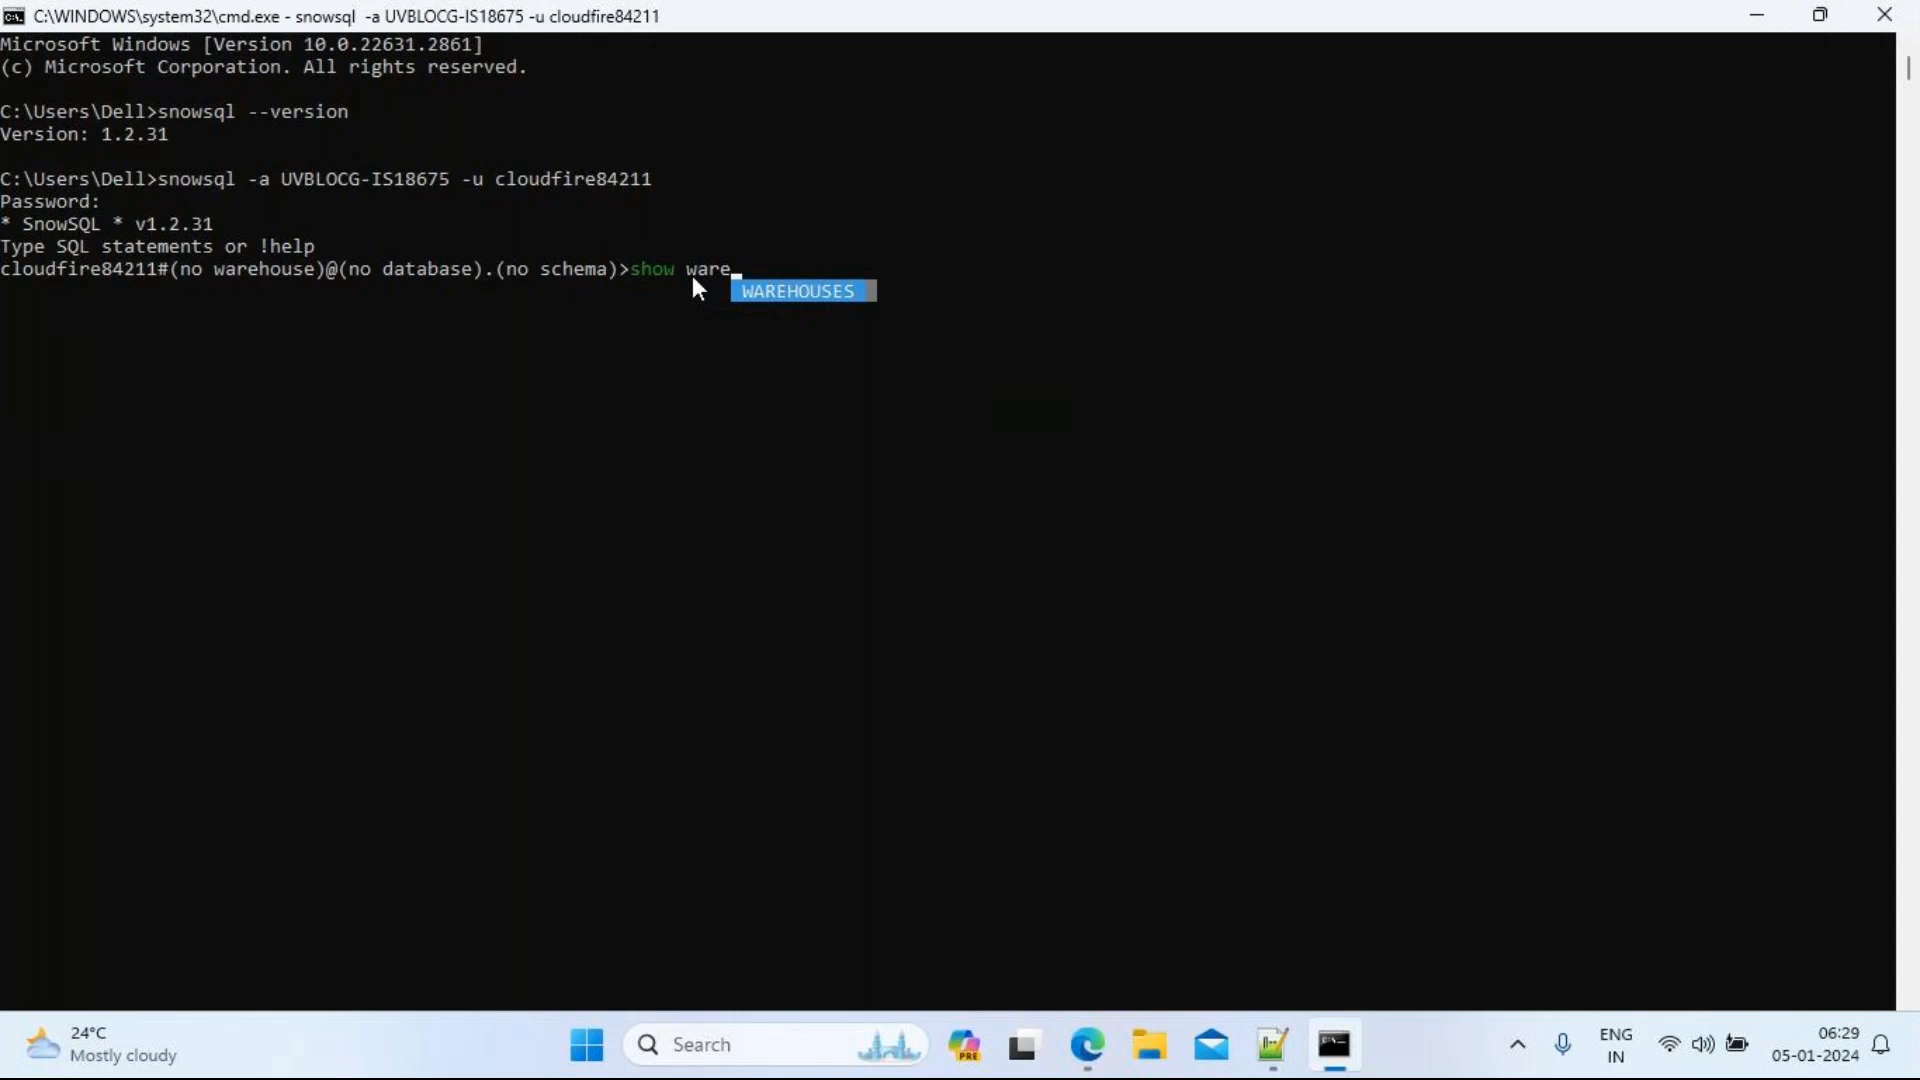 C:\WINDOWS\system32\cmd.exe - snowsql  -a UVBLOCG-IS18675 -u cloudfire84211
Microsoft Windows [Version 10.0.22631.2861]
(c) Microsoft Corporation. All rights reserved.
C:\Users\Dell>snowsql --version
Version: 1.2.31
C:\Users\Dell>snowsql -a UVBLOCG-IS18675 -u cloudfire84211
Password:
* SnowSQL * v1.2.31
Type SQL statements or !help
cloudfire84211#(no warehouse)@(no database).(no schema)>show ware
WAREHOUSES
24°C
Mostly cloudy
Search
PRE
ENG
IN
06:29
05-01-2024